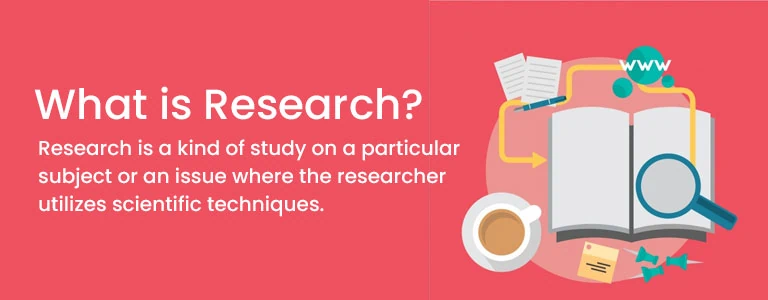 What is Research?
Research is a kind of study on a particular
subject or an issue where the researcher
utilizes scientific techniques.
www